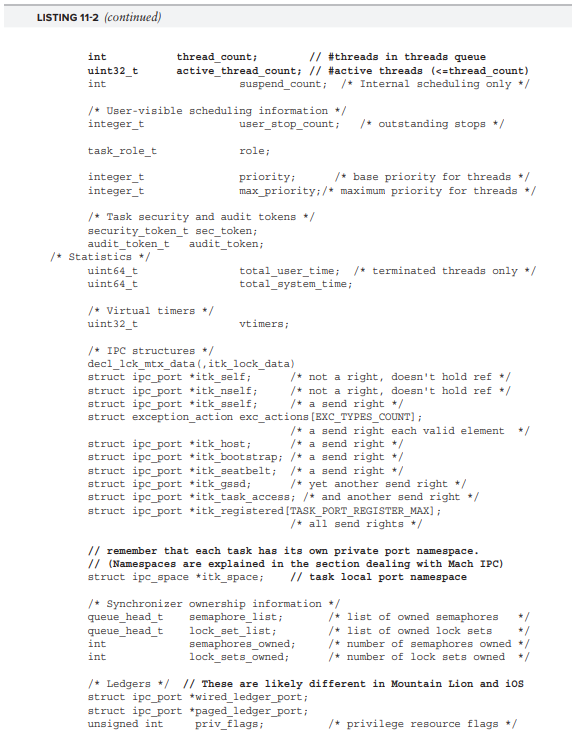 LISTING 11-2 (continued)
int thread_count; // #threads in threads queue
uint32_t active_thread_count; // #active threads (<=thread_count)
int suspend_count; /* Internal scheduling only */
/* User-visible scheduling information */
integer_t user_stop_count; /* outstanding stops */
task_role_t role;
integer_t priority; /* base priority for threads */
integer_t max_priority;/* maximum priority for threads */
/* Task security and audit tokens */
security_token_t sec_token;
audit_token_t audit_token;
/* Statistics */
uint64_t total_user_time; /* terminated threads only */
uint64_t total_system_time;
/* Virtual timers */
uint32_t vtimers;
/* IPC structures */
decl_lck_mtx_data(,itk_lock_data)
struct ipc_port *itk_self; /* not a right, doesn't hold ref */
struct ipc_port *itk_nself; /* not a right, doesn't hold ref */
struct ipc_port *itk_sself; /* a send right */
struct exception_action exc_actions[EXC_TYPES_COUNT];
/* a send right each valid element */
struct ipc_port *itk_host; /* a send right */
struct ipc_port *itk_bootstrap; /* a send right */
struct ipc_port *itk_seatbelt; /* a send right */
struct ipc_port *itk_gssd; /* yet another send right */
struct ipc_port *itk_task_access; /* and another send right */
struct ipc_port *itk_registered[TASK_PORT_REGISTER_MAX];
/* all send rights */
// remember that each task has its own private port namespace.
// (Namespaces are explained in the section dealing with Mach IPC)
struct ipc_space *itk_space; // task local port namespace
/* Synchronizer ownership information */
queue_head_t semaphore_list; /* list of owned semaphores */
queue_head_t lock_set_list; /* list of owned lock sets */
int semaphores_owned; /* number of semaphores owned */
int lock_sets_owned; /* number of lock sets owned */
/* Ledgers */ // These are likely different in Mountain Lion and iOS
struct ipc_port *wired_ledger_port;
struct ipc_port *paged_ledger_port;
unsigned int priv_flags; /* privilege resource flags */